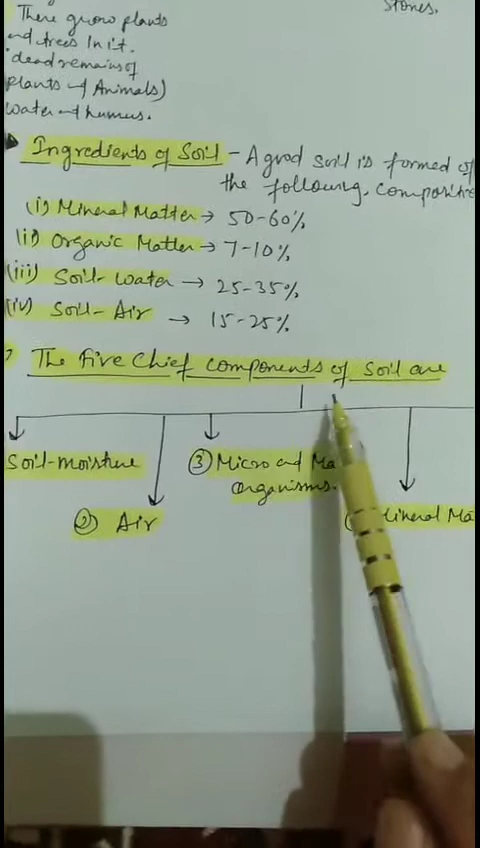 Stones.
There grow plants
and trees in it.
dead remains of
Plants of Animals)
Water and humus.
Ingredients of Soil - A good soil is formed of
the following.
(i) Mineral Matter → 50-60%
(ii) Organic Matter → 7-10%
(iii) Soil-Water → 25-35%
(iv) Soil-Air → 15-25%
The Five Chief Components of Soil are
Soil-moisture
③ Micro and Ma
Organisms.
② Air
Mineral Ma